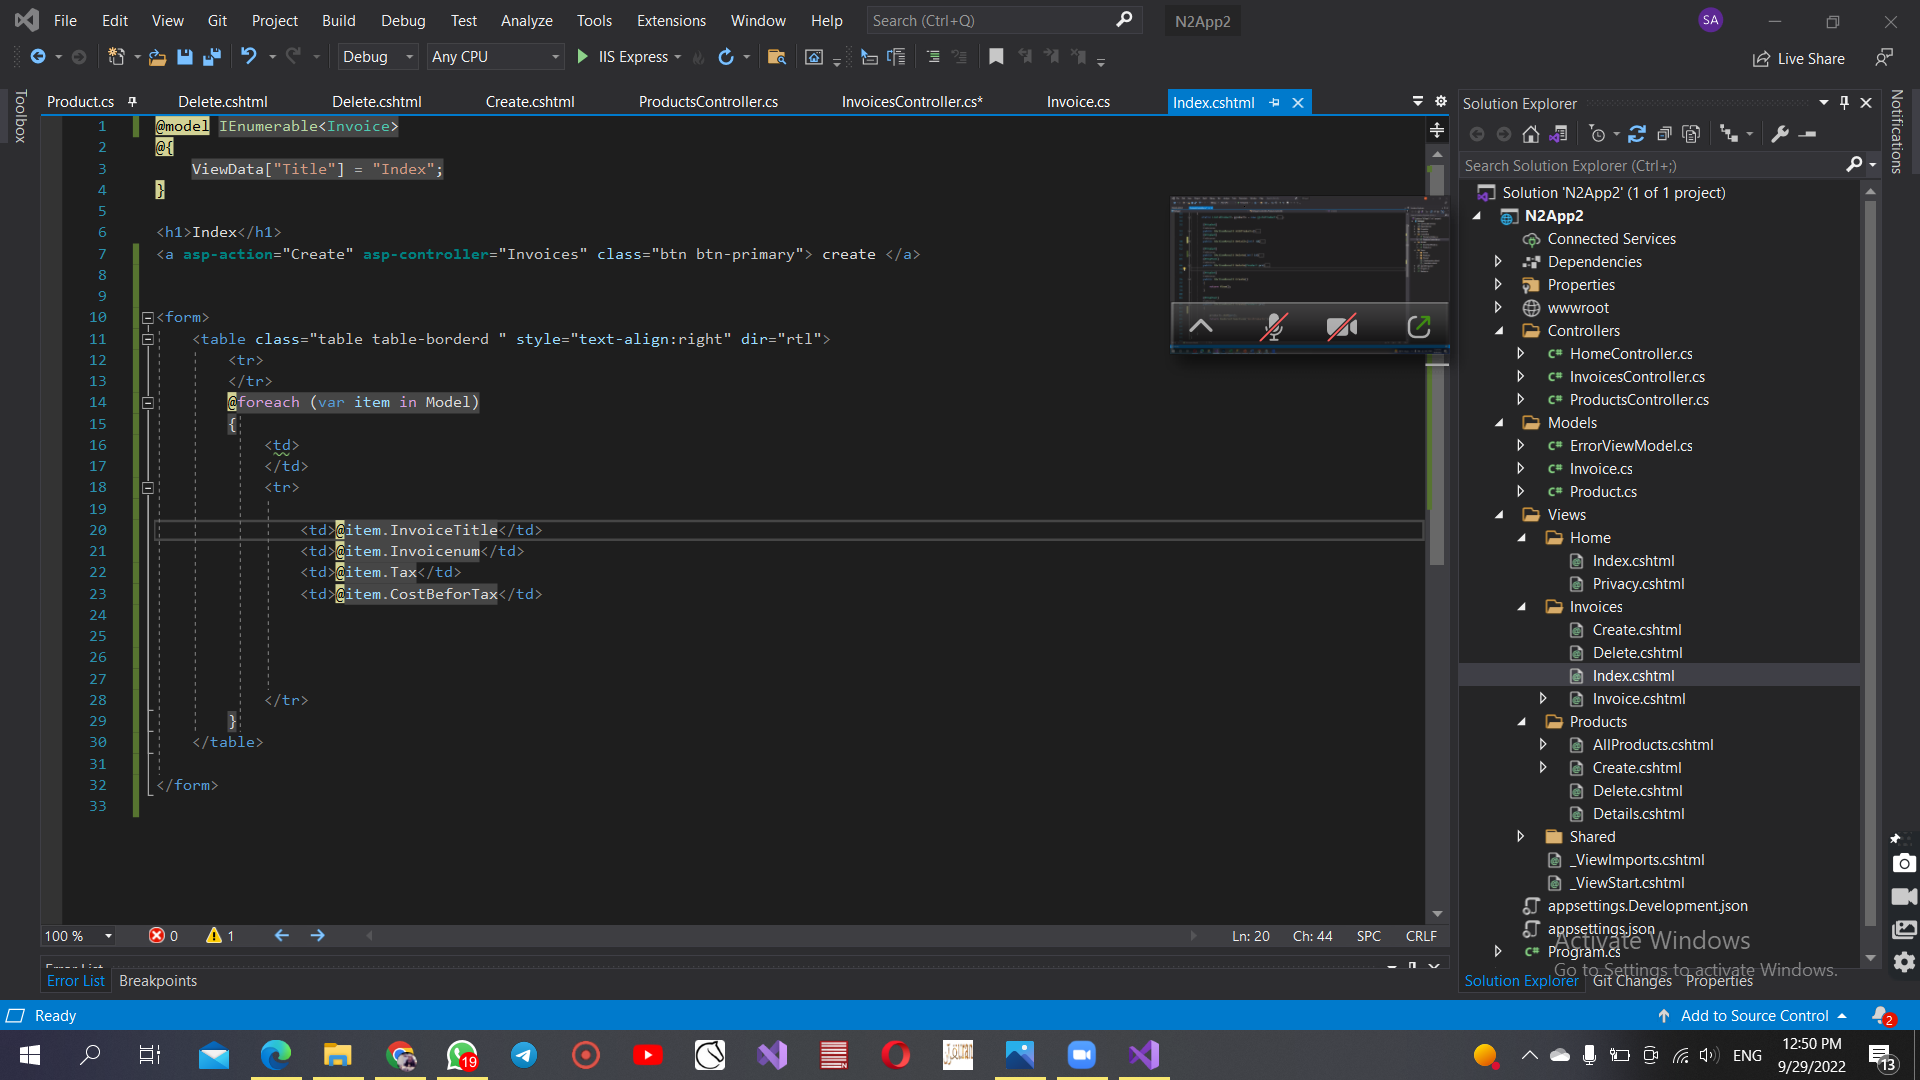 File Edit View Git Project Build Debug Test Analyze Tools Extensions Window Help Search (Ctrl+Q) N2App2 SA
Debug Any CPU IIS Express Live Share
Toolbox
Product.cs Delete.cshtml Delete.cshtml Create.cshtml ProductsController.cs InvoicesController.cs* Invoice.cs Index.cshtml
1 @model IEnumerable<Invoice>
2 @{
3 ViewData["Title"] = "Index";
4 }
5
6 <h1>Index</h1>
7 <a asp-action="Create" asp-controller="Invoices" class="btn btn-primary"> create </a>
8
9
10 <form>
11 <table class="table table-borderd " style="text-align:right" dir="rtl">
12 <tr>
13 </tr>
14 @foreach (var item in Model)
15 {
16 <td>
17 </td>
18 <tr>
19
20 <td>@item.InvoiceTitle</td>
21 <td>@item.Invoicenum</td>
22 <td>@item.Tax</td>
23 <td>@item.CostBeforTax</td>
24
25
26
27
28 </tr>
29 }
30 </table>
31
32 </form>
33
100 % 0 1 Ln: 20 Ch: 44 SPC CRLF
Error List
Error List Breakpoints
Solution Explorer
Search Solution Explorer (Ctrl+;)
Solution 'N2App2' (1 of 1 project)
N2App2
Connected Services
Dependencies
Properties
wwwroot
Controllers
C# HomeController.cs
C# InvoicesController.cs
C# ProductsController.cs
Models
C# ErrorViewModel.cs
C# Invoice.cs
C# Product.cs
Views
Home
Index.cshtml
Privacy.cshtml
Invoices
Create.cshtml
Delete.cshtml
Index.cshtml
Invoice.cshtml
Products
AllProducts.cshtml
Create.cshtml
Delete.cshtml
Details.cshtml
Shared
_ViewImports.cshtml
_ViewStart.cshtml
appsettings.Development.json
appsettings.json
C# Program.cs
Solution Explorer Git Changes Properties
Notifications
Activate Windows
Go to Settings to activate Windows.
Ready Add to Source Control 2
19 N ENG 12:50 PM
9/29/2022 13